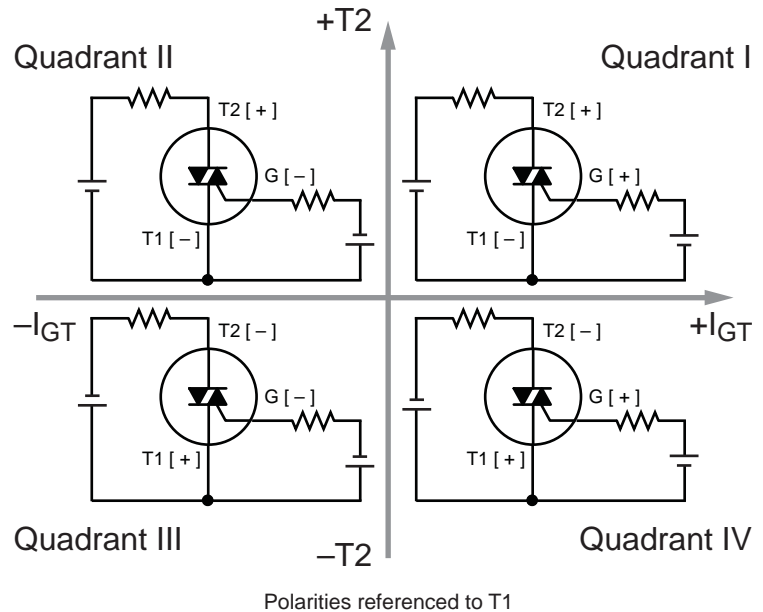 +T2
Quadrant II
Quadrant I
T2 [ + ]
G [ – ]
T1 [ – ]
T2 [ + ]
G [ + ]
T1 [ – ]
–IGT
+IGT
T2 [ – ]
G [ – ]
T1 [ + ]
T2 [ – ]
G [ + ]
T1 [ + ]
Quadrant III
Quadrant IV
–T2
Polarities referenced to T1